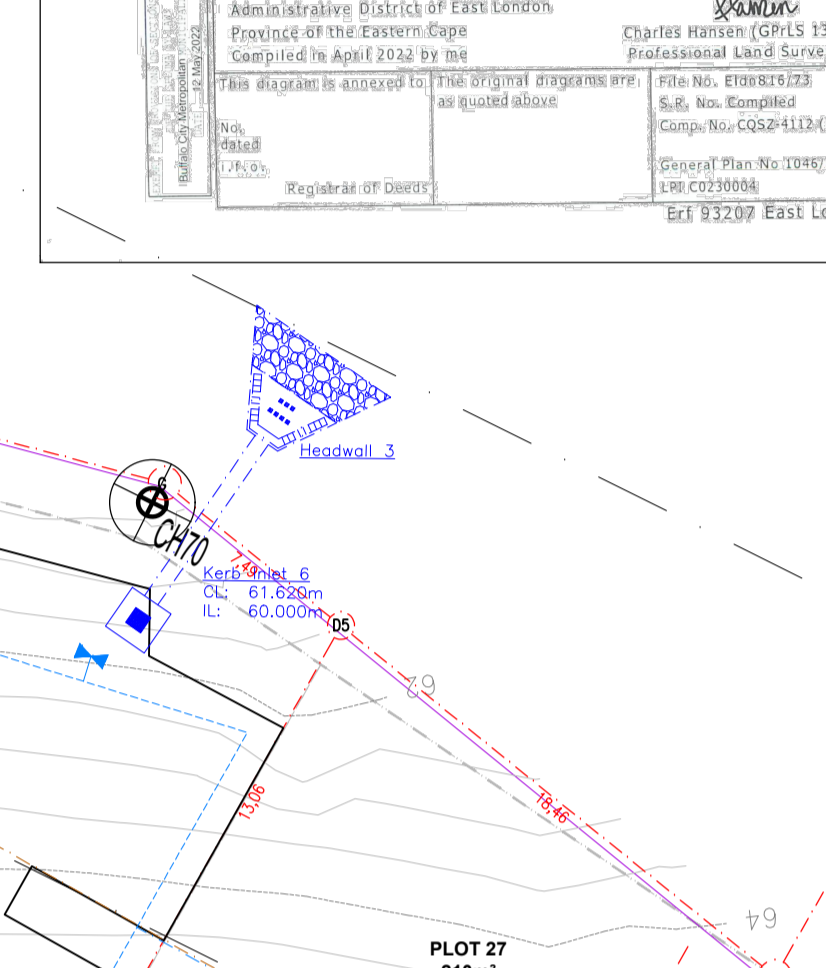 Administrative District of East London
Province of the Eastern Cape
Compiled in April 2022 by me
Charles Hansen (GPrLS 13
Professional Land Surve
Buffalo City Metropolitan
12 May 2022
This diagram is annexed to
No.
dated
i.f.o.
Registrar of Deeds
The original diagrams are
as quoted above
File No. Eldn816/73
S.R. No. Compiled
Comp. No. CQSZ-4112 (
General Plan No 1046/
LPI C0230004
Erf 93207 East Lo
Headwall 3
G
CH70
7,49
Kerb Inlet 6
CL: 61.620m
IL: 60.000m
D5
62
13,06
18,46
64
PLOT 27